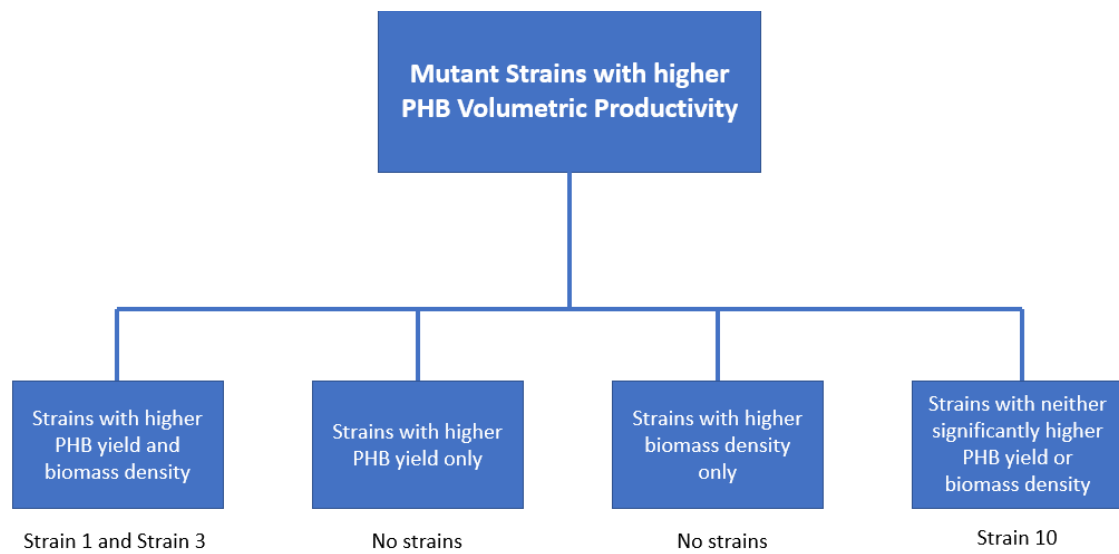 Mutant Strains with higher
PHB Volumetric Productivity
Strains with higher
PHB yield and
biomass density
Strains with higher
PHB yield only
Strains with higher
biomass density
only
Strains with neither
significantly higher
PHB yield or
biomass density
Strain 1 and Strain 3
No strains
No strains
Strain 10